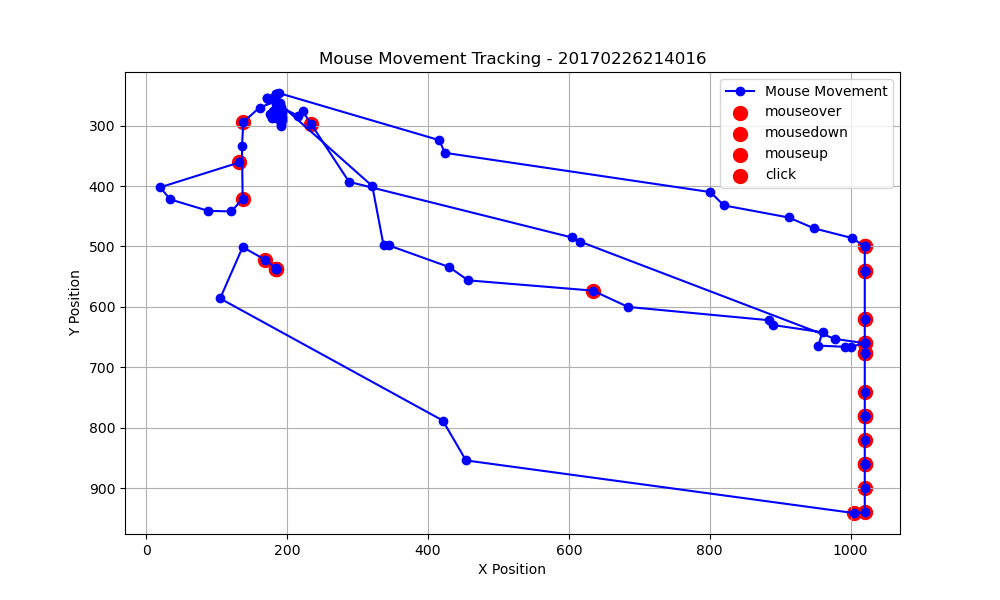 Mouse Movement Tracking - 20170226214016
Mouse Movement
mouseover
mousedown
mouseup
click
300
400
500
600
700
800
900
Y Position
0
200
400
600
800
1000
X Position